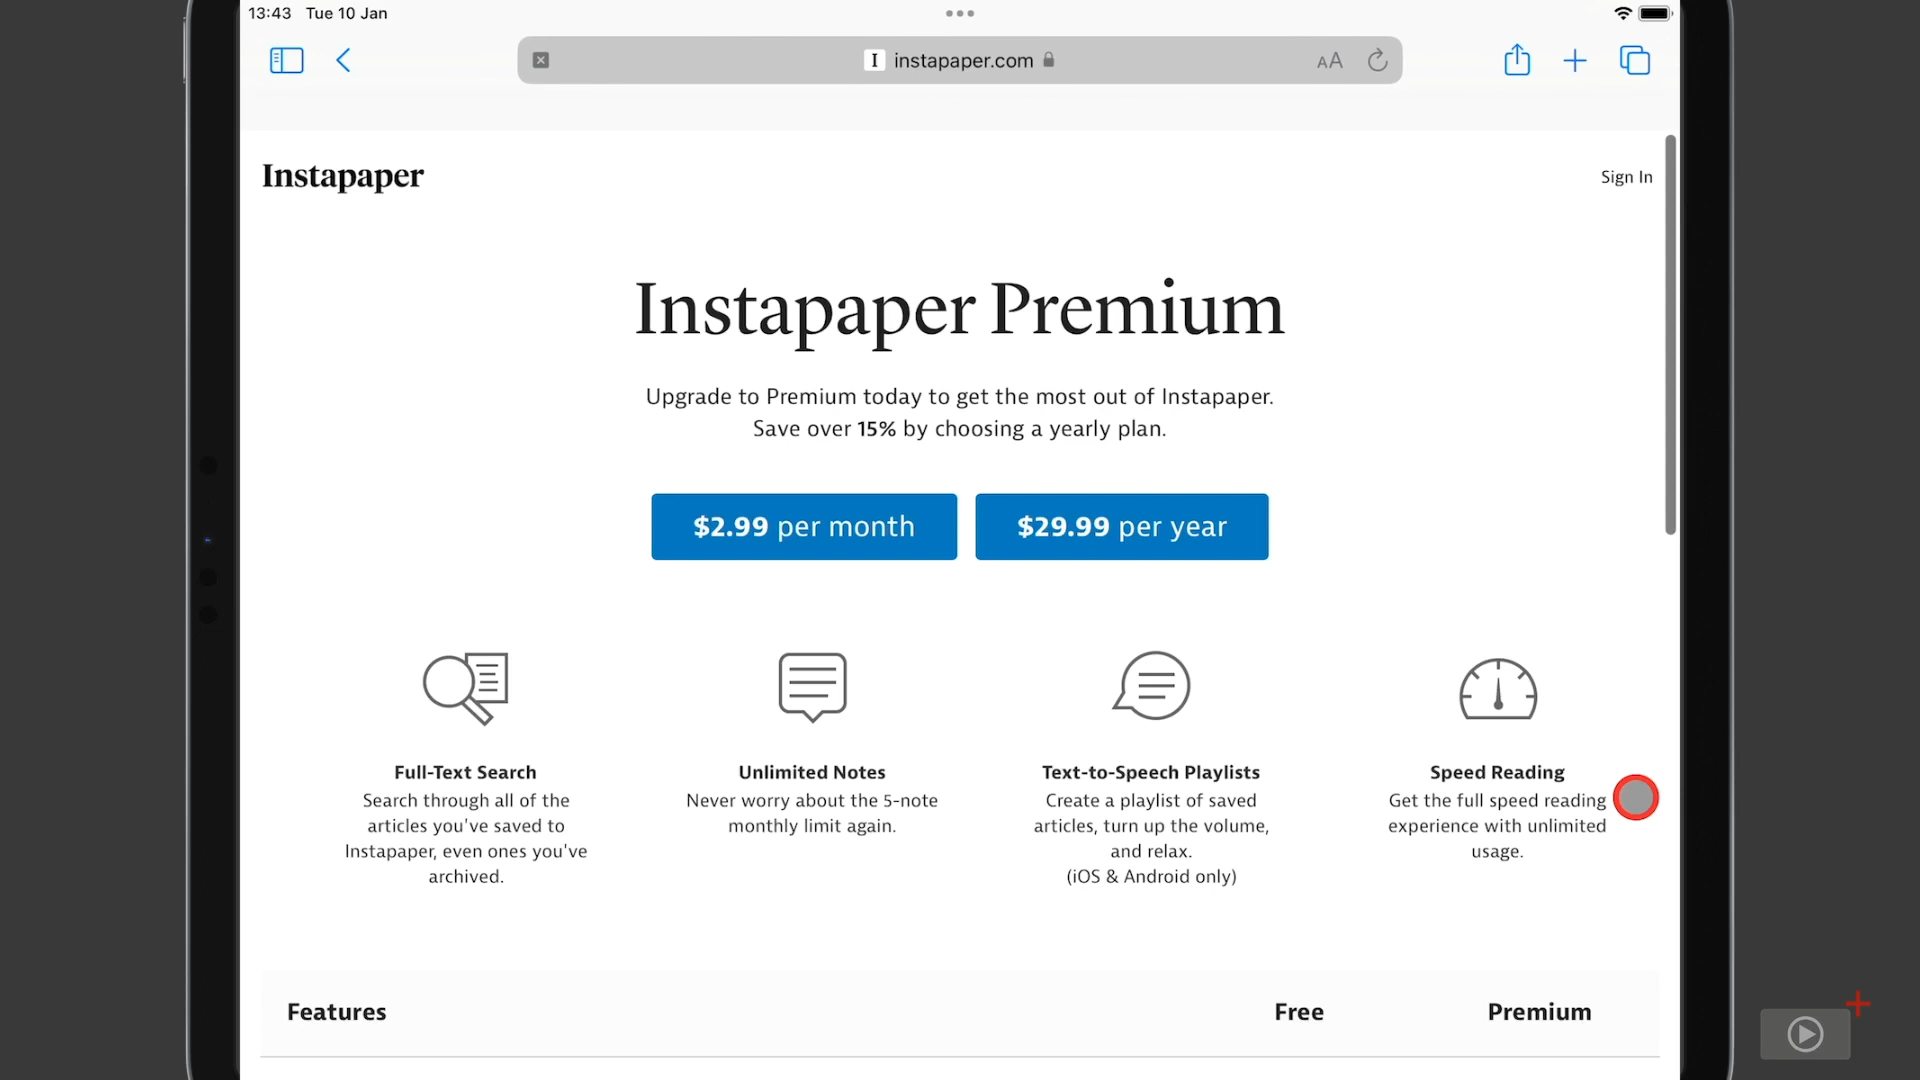 13:43 Tue 10 Jan
I instapaper.com
AA
Instapaper
Sign In
Instapaper Premium
Upgrade to Premium today to get the most out of Instapaper.
Save over 15% by choosing a yearly plan.
$2.99 per month
$29.99 per year
Full-Text Search
Search through all of the
articles you've saved to
Instapaper, even ones you've
archived.
Unlimited Notes
Never worry about the 5-note
monthly limit again.
Text-to-Speech Playlists
Create a playlist of saved
articles, turn up the volume,
and relax.
(iOS & Android only)
Speed Reading
Get the full speed reading
experience with unlimited
usage.
Features Free Premium